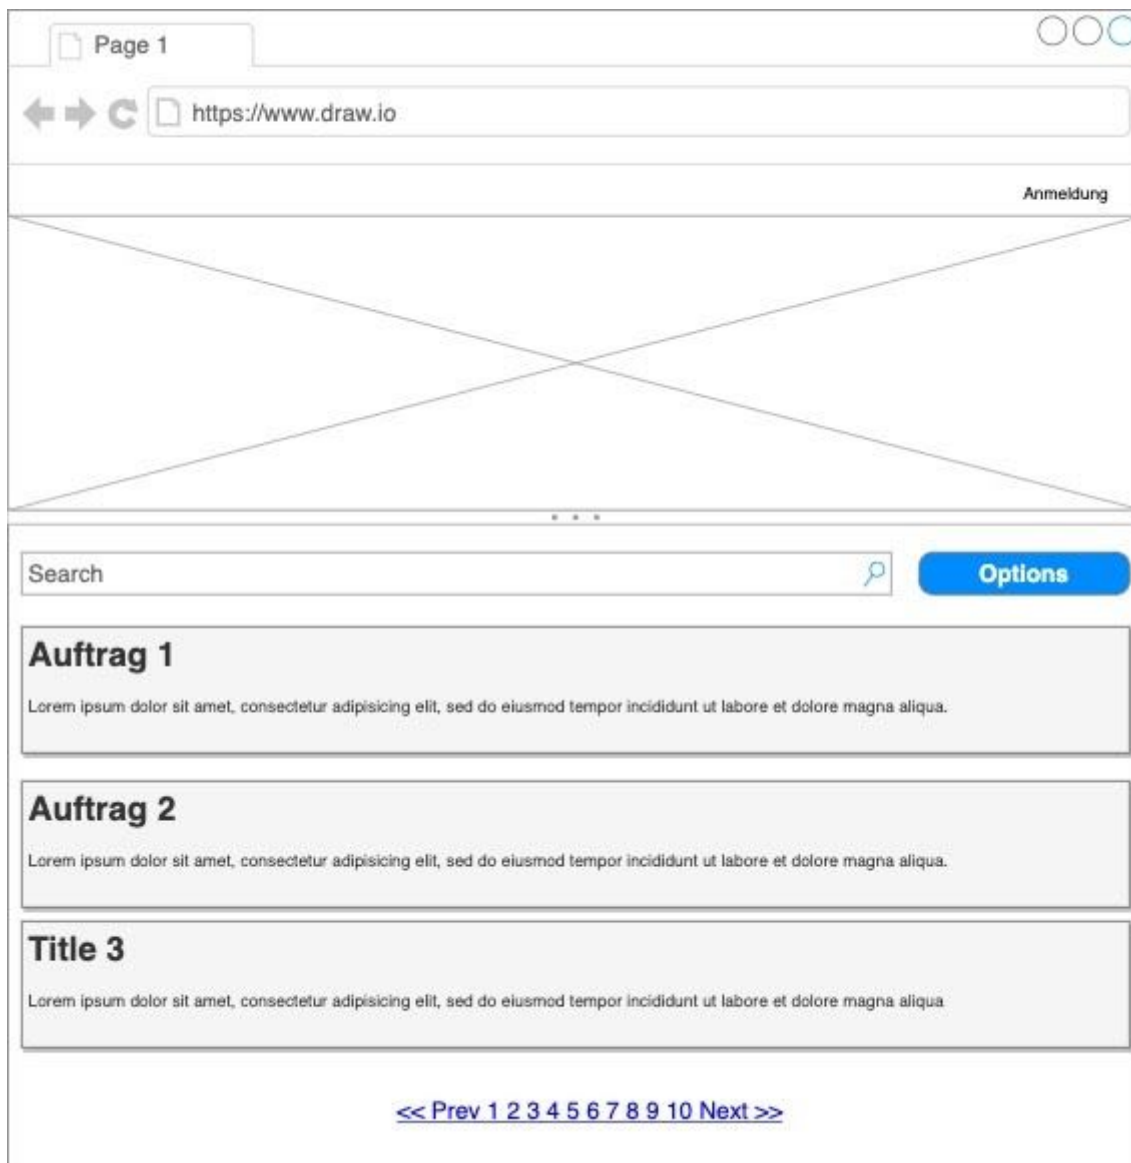 Page 1
https://www.draw.io
Anmeldung
Search
Options
Auftrag 1
Lorem ipsum dolor sit amet, consectetur adipisicing elit, sed do eiusmod tempor incididunt ut labore et dolore magna aliqua.
Auftrag 2
Lorem ipsum dolor sit amet, consectetur adipisicing elit, sed do eiusmod tempor incididunt ut labore et dolore magna aliqua.
Title 3
Lorem ipsum dolor sit amet, consectetur adipisicing elit, sed do eiusmod tempor incididunt ut labore et dolore magna aliqua
<< Prev 1 2 3 4 5 6 7 8 9 10 Next >>